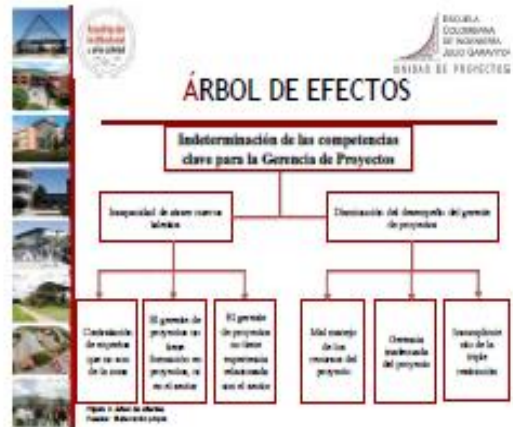 ESCUELA
COLOMBIANA
DE INGENIERÍA
JULIO GARAVITO
UNIDAD DE PROYECTOS
ÁRBOL DE EFECTOS
Indeterminación de las competencias
clave para la Gerencia de Proyectos
Incapacidad de atraer nuevos
talentos
Disminución del desempeño del gerente
de proyectos
Contratación
de expertos
que no son
de la zona
El gerente de
proyectos no
tiene
formación en
proyectos, ni
en el sector
El gerente
de proyectos
no tiene
experiencia
relacionada
con el sector
Mal manejo
de los
recursos del
proyecto
Gerencia
inadecuada
del proyecto
de la
triple
restricción